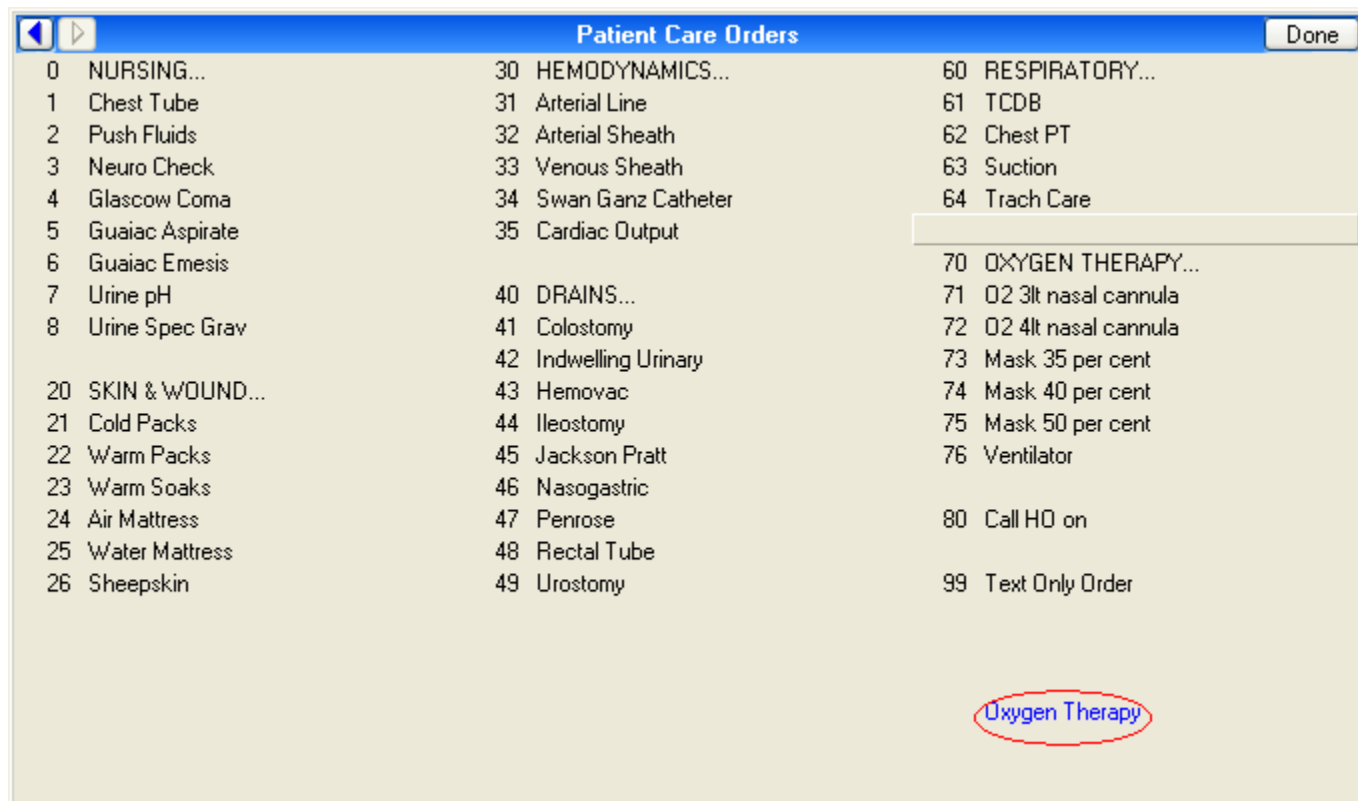 Patient Care Orders
Done
0 NURSING...
1 Chest Tube
2 Push Fluids
3 Neuro Check
4 Glascow Coma
5 Guaiac Aspirate
6 Guaiac Emesis
7 Urine pH
8 Urine Spec Grav
20 SKIN & WOUND...
21 Cold Packs
22 Warm Packs
23 Warm Soaks
24 Air Mattress
25 Water Mattress
26 Sheepskin
30 HEMODYNAMICS...
31 Arterial Line
32 Arterial Sheath
33 Venous Sheath
34 Swan Ganz Catheter
35 Cardiac Output
40 DRAINS...
41 Colostomy
42 Indwelling Urinary
43 Hemovac
44 Ileostomy
45 Jackson Pratt
46 Nasogastric
47 Penrose
48 Rectal Tube
49 Urostomy
60 RESPIRATORY...
61 TCDB
62 Chest PT
63 Suction
64 Trach Care
70 OXYGEN THERAPY...
71 O2 3lt nasal cannula
72 O2 4lt nasal cannula
73 Mask 35 per cent
74 Mask 40 per cent
75 Mask 50 per cent
76 Ventilator
80 Call HO on
99 Text Only Order
Oxygen Therapy